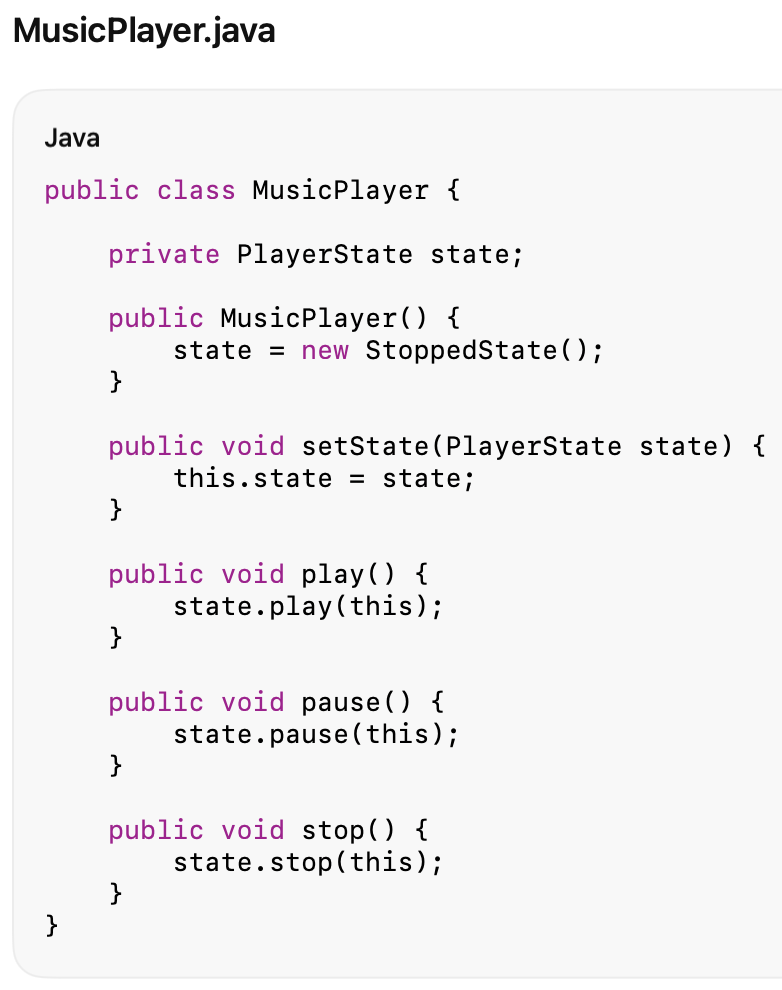 MusicPlayer.java
Java
public class MusicPlayer {
private PlayerState state;
public MusicPlayer() {
state = new StoppedState();
}
public void setState(PlayerState state) {
this.state = state;
}
public void play() {
state.play(this);
}
public void pause() {
state.pause(this);
}
public void stop() {
state.stop(this);
}
}